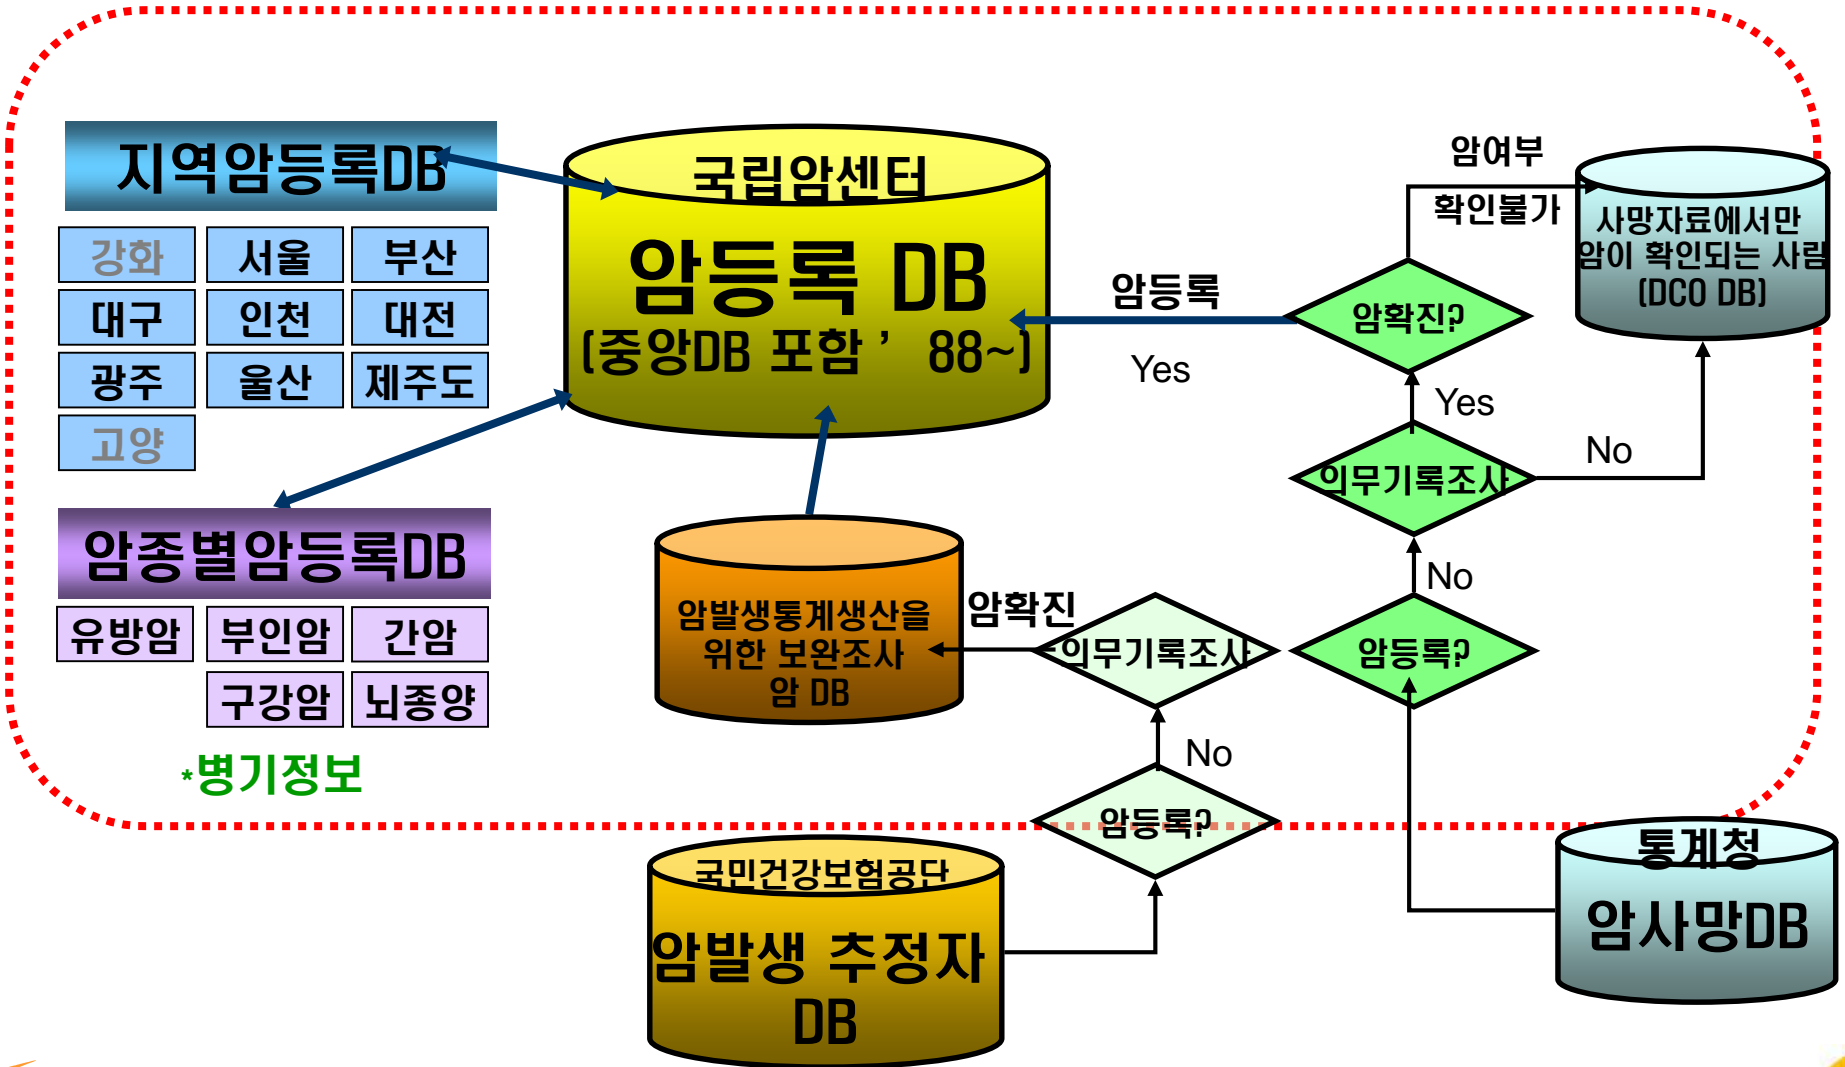 지역암등록DB
강화
서울
부산
대구
인천
대전
광주
울산
제주도
고양
암종별암등록DB
유방암
부인암
간암
구강암
뇌종양
*병기정보
국립암센터
암등록 DB
(중앙DB 포함 ’ 88~)
암등록
Yes
암확진?
암여부
확인불가
사망자료에서만
암이 확인되는 사람
(DCO DB)
Yes
의무기록조사
No
No
암등록?
암발생통계생산을
위한 보완조사
암 DB
암확진
의무기록조사
No
암등록?
국민건강보험공단
암발생 추정자
DB
통계청
암사망DB